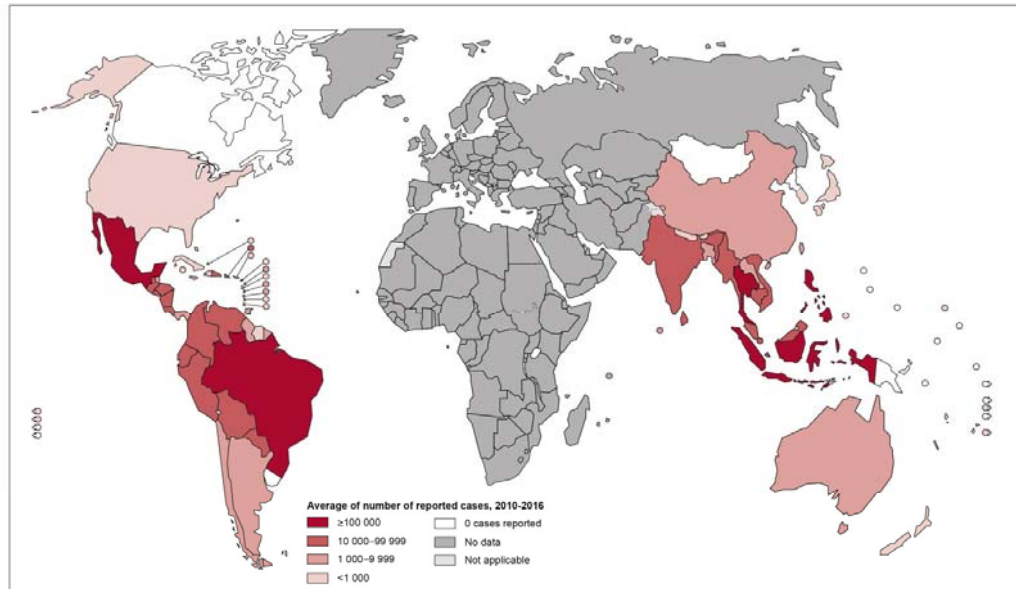 Average of number of reported cases, 2010-2016
≥100 000
10 000–99 999
1 000–9 999
<1 000
0 cases reported
No data
Not applicable